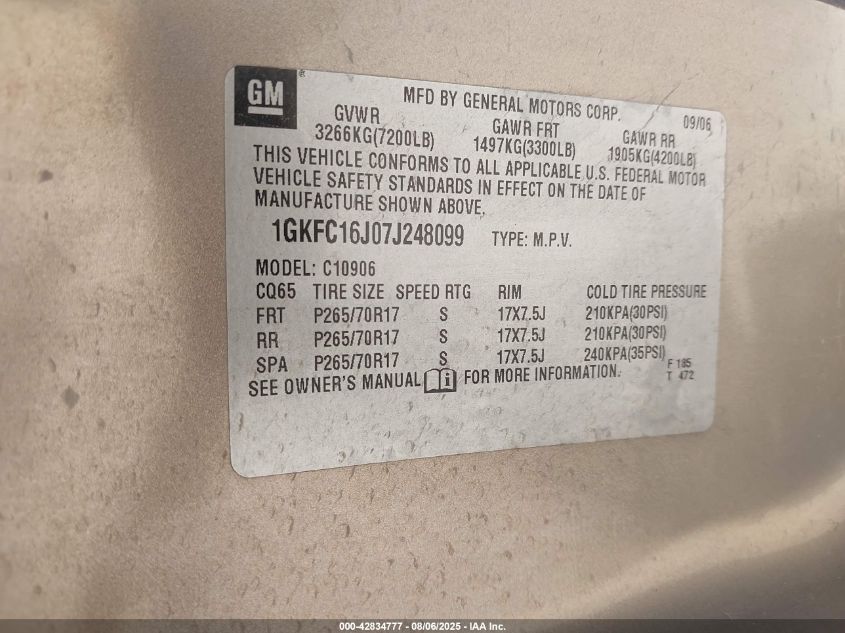 GM ®
MFD BY GENERAL MOTORS CORP. 09/06
GVWR GAWR FRT GAWR RR
3266KG(7200LB) 1497KG(3300LB) 1905KG(4200LB)
THIS VEHICLE CONFORMS TO ALL APPLICABLE U.S. FEDERAL MOTOR
VEHICLE SAFETY STANDARDS IN EFFECT ON THE DATE OF
MANUFACTURE SHOWN ABOVE.
1GKFC16J07J248099 TYPE: M.P.V.
MODEL: C10906
CQ65 TIRE SIZE SPEED RTG RIM COLD TIRE PRESSURE
FRT P265/70R17 S 17X7.5J 210KPA(30PSI)
RR P265/70R17 S 17X7.5J 210KPA(30PSI)
SPA P265/70R17 S 17X7.5J 240KPA(35PSI)
SEE OWNER'S MANUAL i FOR MORE INFORMATION.
F 185
T 472
000-42834777 - 08/06/2025 - IAA Inc.